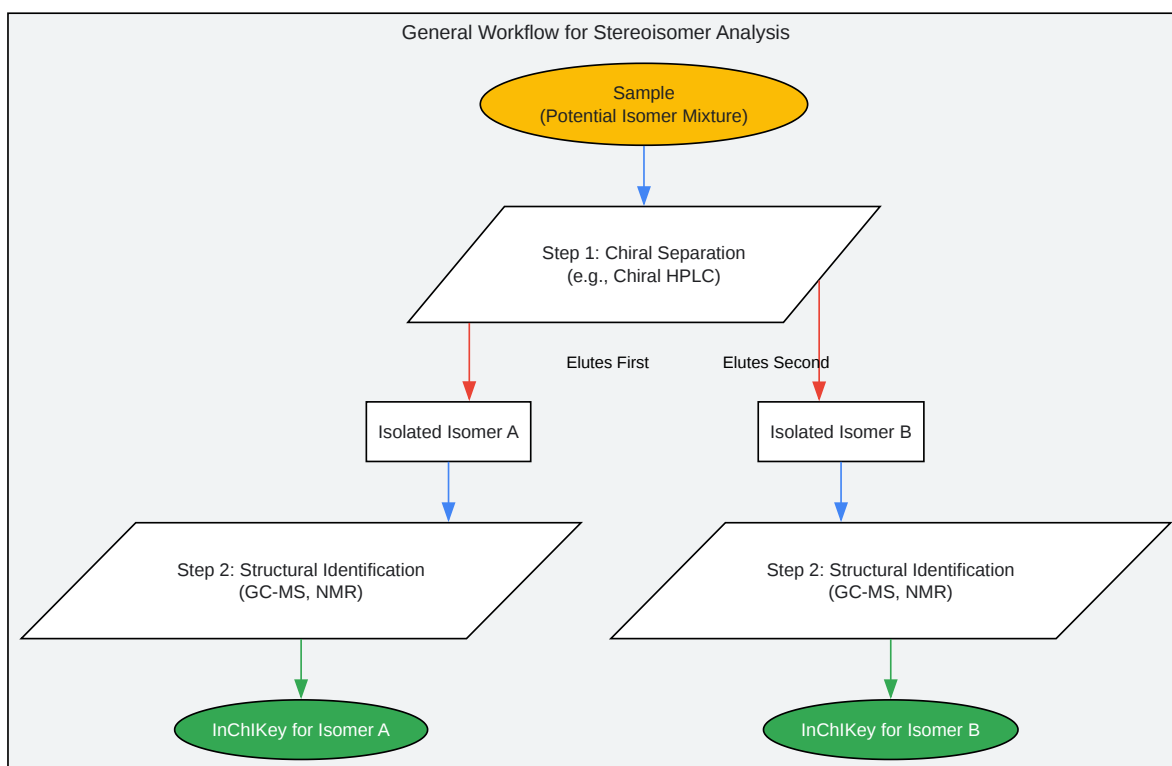 General Workflow for Stereoisomer Analysis
Sample
(Potential Isomer Mixture)
Step 1: Chiral Separation
(e.g., Chiral HPLC)
Elutes First
Elutes Second
Isolated Isomer A
Isolated Isomer B
Step 2: Structural Identification
(GC-MS, NMR)
Step 2: Structural Identification
(GC-MS, NMR)
InChIKey for Isomer A
InChIKey for Isomer B